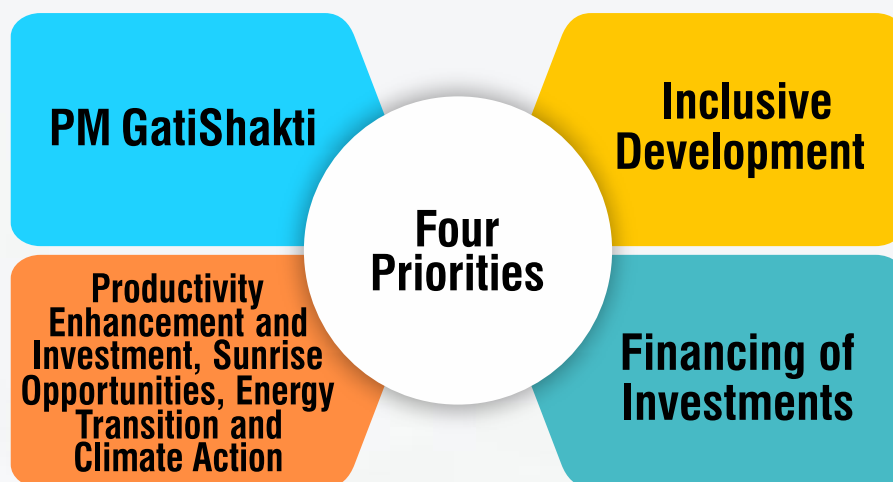 PM GatiShakti
Inclusive
Development
Four
Priorities
Productivity
Enhancement and
Investment, Sunrise
Opportunities, Energy
Transition and
Climate Action
Financing of
Investments